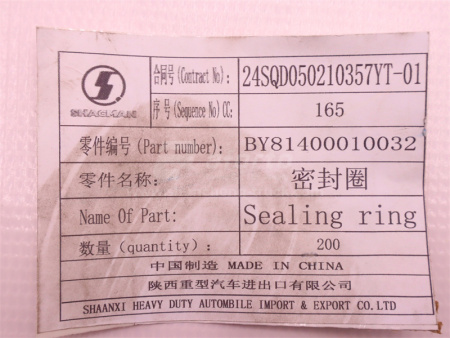 合同号(Contract No): 24SQD050210357YT-01
SHACMAN
序号(Sequence No)CC: 165
零件编号(Part number): BY81400010032
零件名称: 密封圈
Name Of Part: Sealing ring
数量(quantity): 200
中国制造 MADE IN CHINA
陕西重型汽车进出口有限公司
SHAANXI HEAVY DUTY AUTOMBILE IMPORT & EXPORT CO.LTD